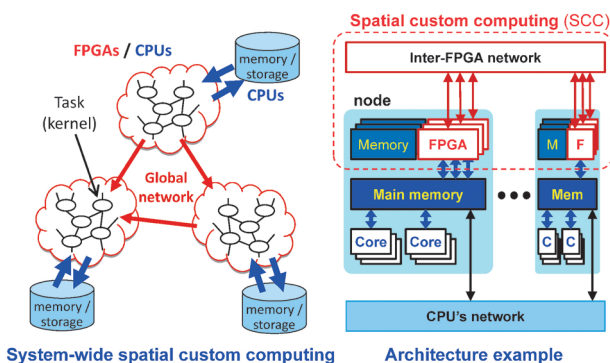 FPGAs / CPUs
memory /
storage
CPUs
Task
(kernel)
Global
network
memory /
storage
memory /
storage
System-wide spatial custom computing
Spatial custom computing (SCC)
Inter-FPGA network
node
Memory
FPGA
M
F
Main memory
Mem
Core
Core
C
C
CPU's network
Architecture example